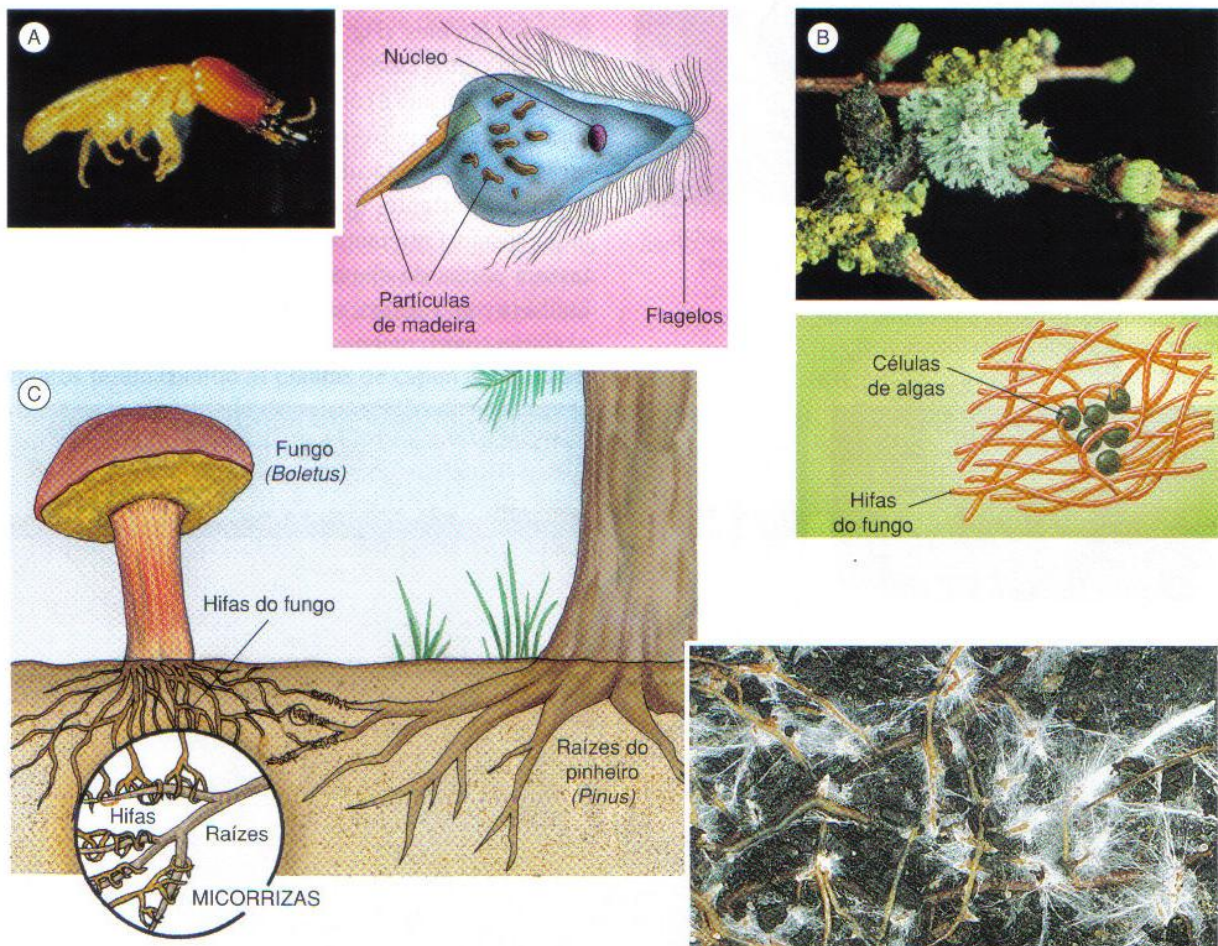 A
Núcleo
Partículas
de madeira
Flagelos
B
Células
de algas
Hifas
do fungo
C
Fungo
(Boletus)
Hifas do fungo
Raízes do
pinheiro
(Pinus)
Hifas
Raízes
MICORRIZAS